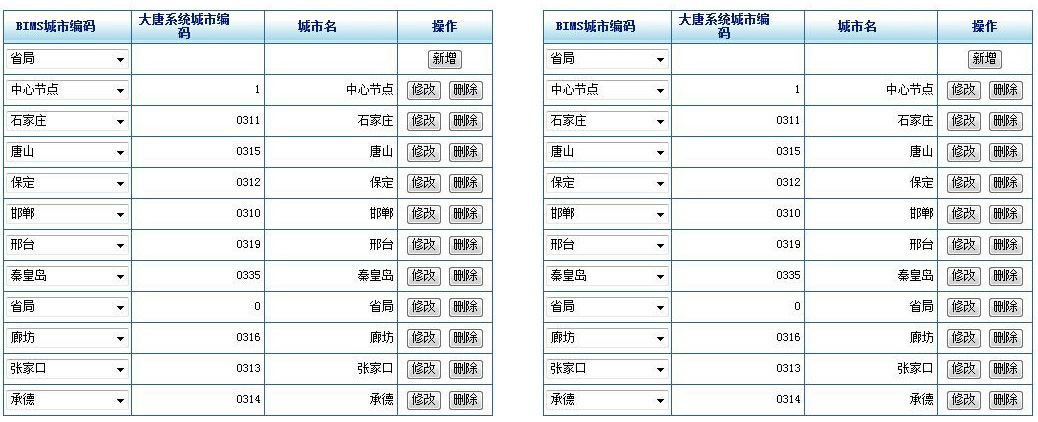 BIMS城市编码 大唐系统城市编码 城市名 操作
省局 新增
中心节点 1 中心节点 修改 删除
石家庄 0311 石家庄 修改 删除
唐山 0315 唐山 修改 删除
保定 0312 保定 修改 删除
邯郸 0310 邯郸 修改 删除
邢台 0319 邢台 修改 删除
秦皇岛 0335 秦皇岛 修改 删除
省局 0 省局 修改 删除
廊坊 0316 廊坊 修改 删除
张家口 0313 张家口 修改 删除
承德 0314 承德 修改 删除
BIMS城市编码 大唐系统城市编码 城市名 操作
省局 新增
中心节点 1 中心节点 修改 删除
石家庄 0311 石家庄 修改 删除
唐山 0315 唐山 修改 删除
保定 0312 保定 修改 删除
邯郸 0310 邯郸 修改 删除
邢台 0319 邢台 修改 删除
秦皇岛 0335 秦皇岛 修改 删除
省局 0 省局 修改 删除
廊坊 0316 廊坊 修改 删除
张家口 0313 张家口 修改 删除
承德 0314 承德 修改 删除